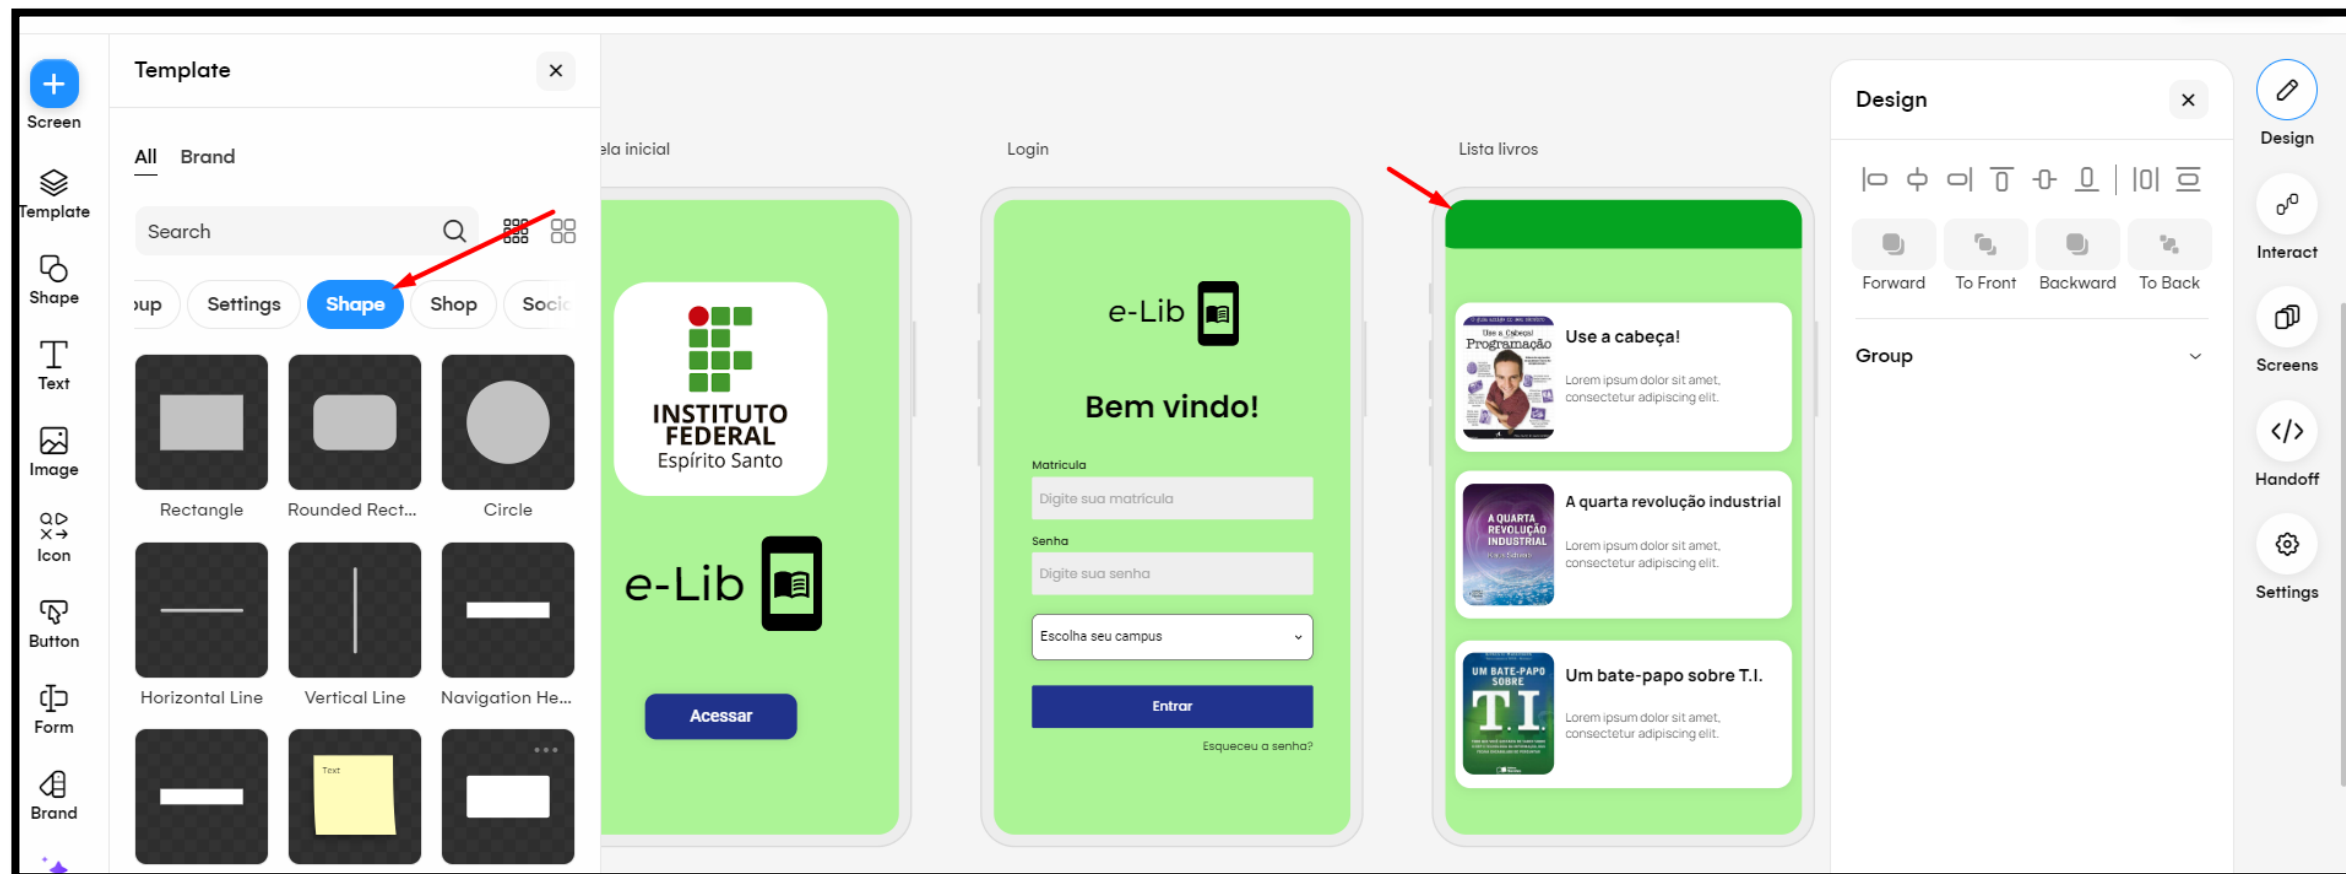 Screen
Template
Shape
Text
Image
Icon
Button
Form
Brand
Template
All
Brand
Search
oup
Settings
Shape
Shop
Socia
Rectangle
Rounded Rect...
Circle
Horizontal Line
Vertical Line
Navigation He...
Text
ela inicial
INSTITUTO
FEDERAL
Espírito Santo
e-Lib
Acessar
Login
e-Lib
Bem vindo!
Matricula
Digite sua matrícula
Senha
Digite sua senha
Escolha seu campus
Entrar
Esqueceu a senha?
Lista livros
Use a Cabeça!
Programação
Use a cabeça!
Lorem ipsum dolor sit amet,
consectetur adipiscing elit.
A QUARTA
REVOLUÇÃO
INDUSTRIAL
A quarta revolução industrial
Lorem ipsum dolor sit amet,
consectetur adipiscing elit.
UM BATE-PAPO
SOBRE
T.I.
Um bate-papo sobre T.I.
Lorem ipsum dolor sit amet,
consectetur adipiscing elit.
Design
Forward
To Front
Backward
To Back
Group
Design
Interact
Screens
Handoff
Settings